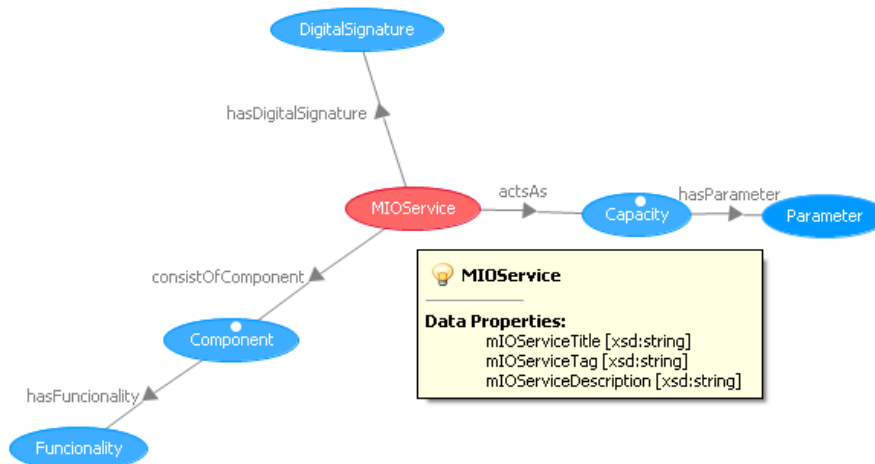 DigitalSignature
hasDigitalSignature
MIOService
actsAs
Capacity
hasParameter
Parameter
consistOfComponent
Component
hasFuncionality
Funcionality
MIOService
Data Properties:
mIOServiceTitle [xsd:string]
mIOServiceTag [xsd:string]
mIOServiceDescription [xsd:string]